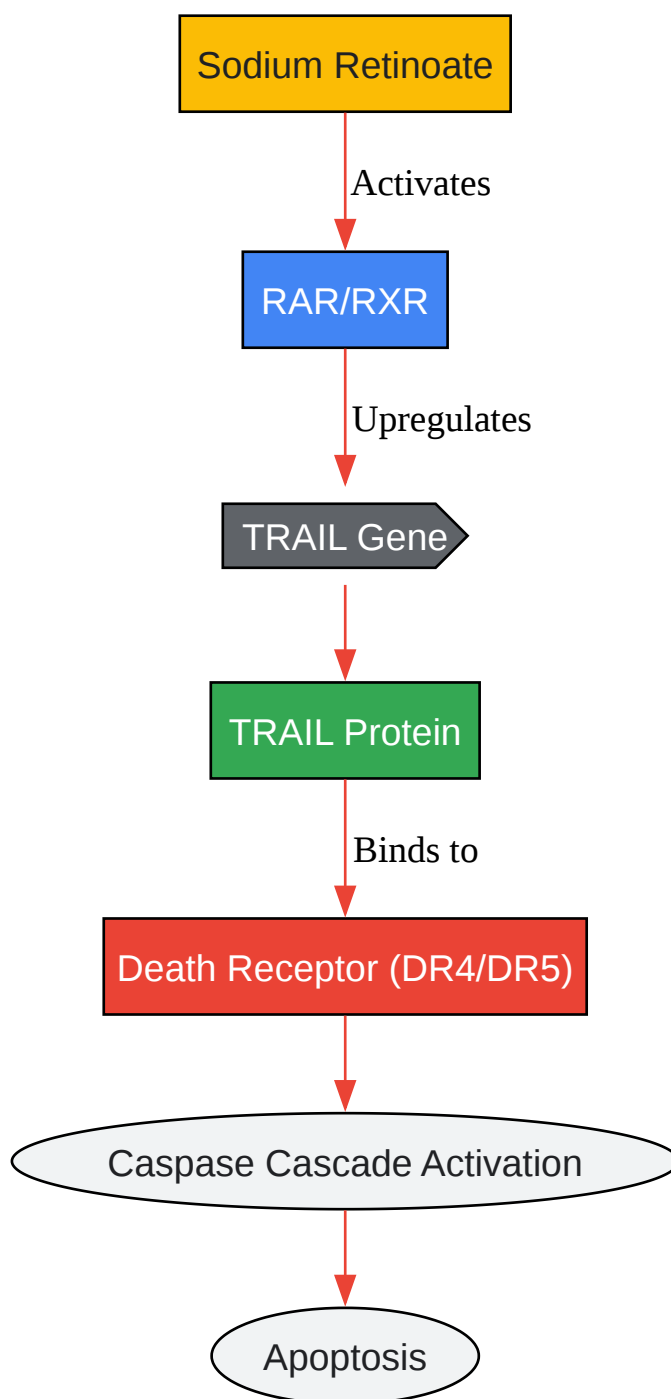 Sodium Retinoate
Activates
RAR/RXR
Upregulates
TRAIL Gene
TRAIL Protein
Binds to
Death Receptor (DR4/DR5)
Caspase Cascade Activation
Apoptosis